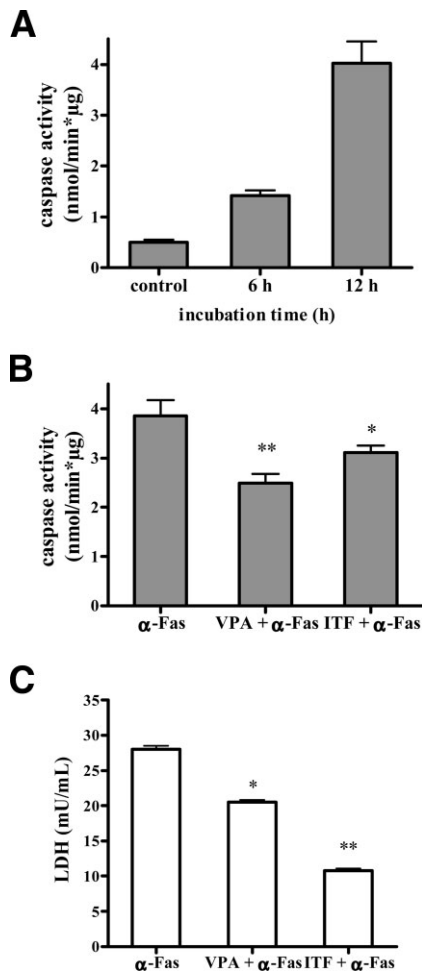 A
caspase activity
(nmol/min*µg)
4
3
2
1
0
control 6 h 12 h
incubation time (h)
B
caspase activity
(nmol/min*µg)
4
3
2
1
0
**
*
α-Fas VPA + α-Fas ITF + α-Fas
C
LDH (mU/mL)
35
30
25
20
15
10
5
0
*
**
α-Fas VPA + α-Fas ITF + α-Fas